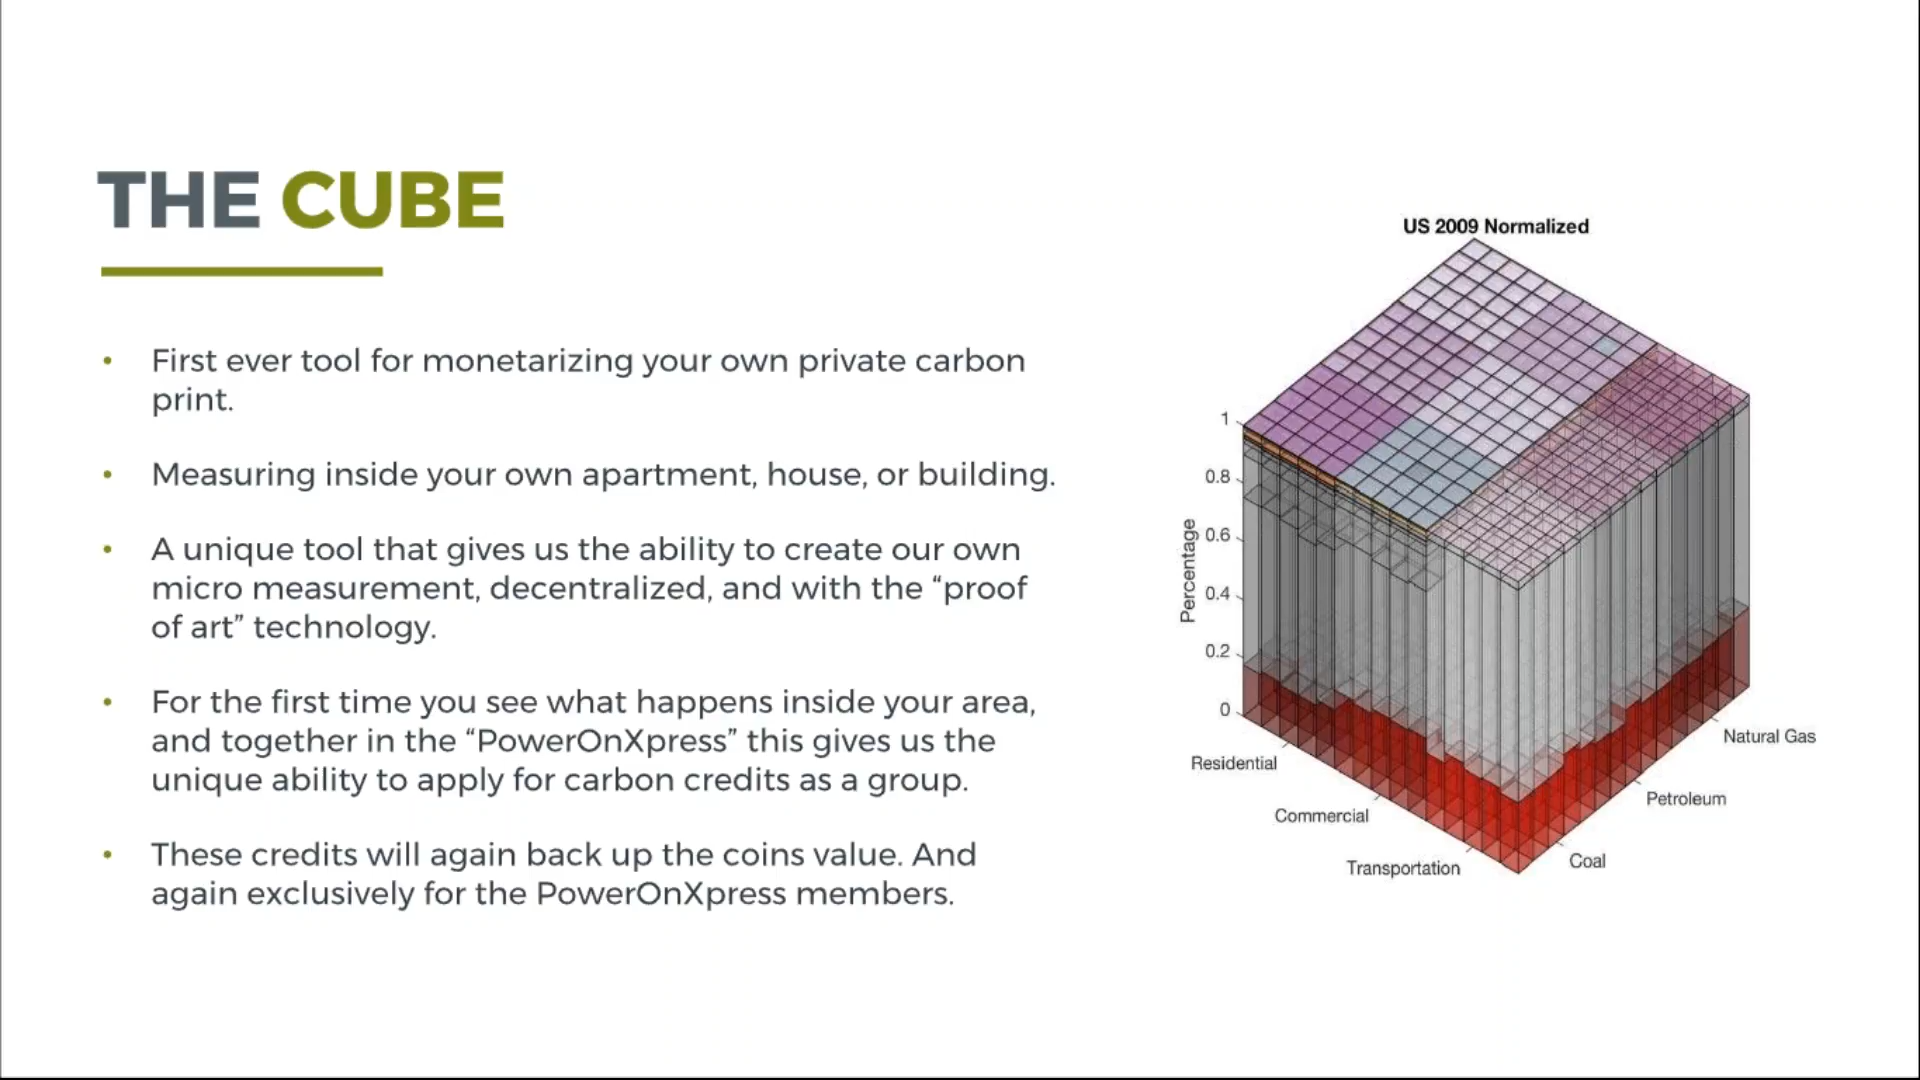 THE CUBE
• First ever tool for monetarizing your own private carbon
print.
• Measuring inside your own apartment, house, or building.
• A unique tool that gives us the ability to create our own
micro measurement, decentralized, and with the “proof
of art” technology.
• For the first time you see what happens inside your area,
and together in the “PowerOnXpress” this gives us the
unique ability to apply for carbon credits as a group.
• These credits will again back up the coins value. And
again exclusively for the PowerOnXpress members.
US 2009 Normalized
Percentage
1
0.8
0.6
0.4
0.2
0
Residential
Commercial
Transportation
Coal
Petroleum
Natural Gas